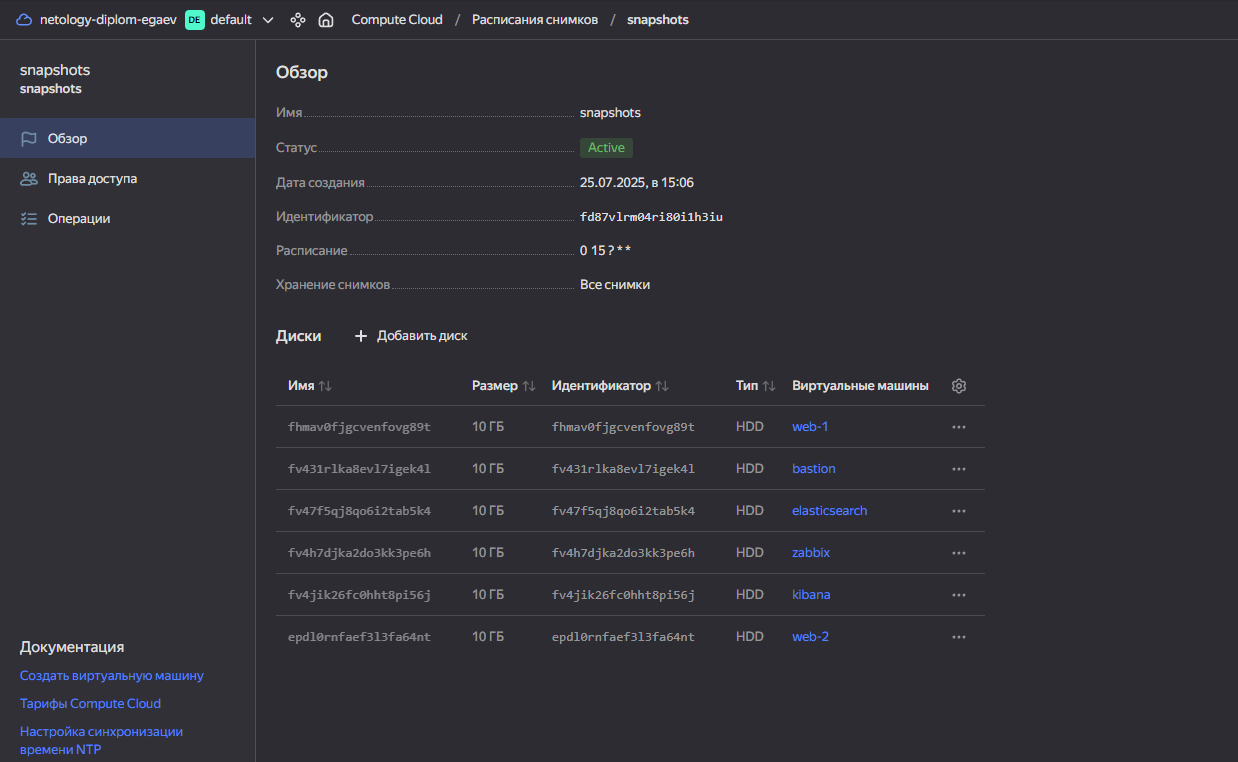 netology-diplom-egaev DE default Compute Cloud / Расписания снимков / snapshots
snapshots
snapshots
Обзор
Права доступа
Операции
Документация
Создать виртуальную машину
Тарифы Compute Cloud
Настройка синхронизации
времени NTP
Обзор
Имя snapshots
Статус Active
Дата создания 25.07.2025, в 15:06
Идентификатор fd87vlrm04ri80i1h3iu
Расписание 0 15 ? * *
Хранение снимков Все снимки
Диски + Добавить диск
Имя Размер Идентификатор Тип Виртуальные машины
fhmav0fjgcvenfovg89t 10 ГБ fhmav0fjgcvenfovg89t HDD web-1
fv431rlka8evl7igek4l 10 ГБ fv431rlka8evl7igek4l HDD bastion
fv47f5qj8qo6i2tab5k4 10 ГБ fv47f5qj8qo6i2tab5k4 HDD elasticsearch
fv4h7djka2do3kk3pe6h 10 ГБ fv4h7djka2do3kk3pe6h HDD zabbix
fv4jik26fc0hht8pi56j 10 ГБ fv4jik26fc0hht8pi56j HDD kibana
epdl0rnfaef3l3fa64nt 10 ГБ epdl0rnfaef3l3fa64nt HDD web-2